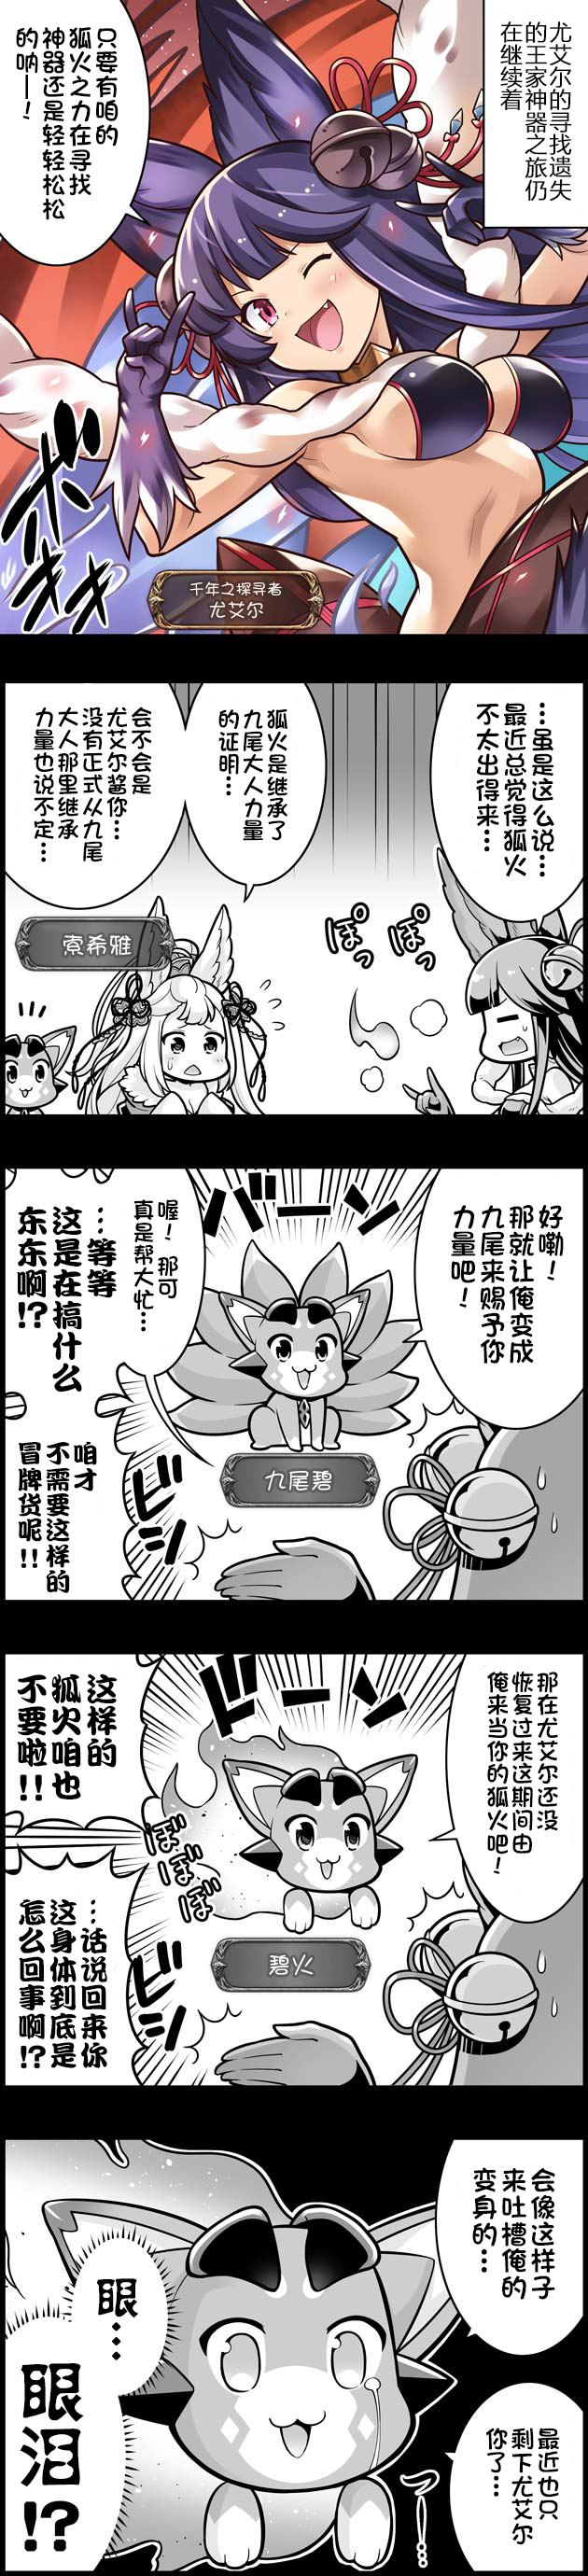 尤艾尔的寻找遗失
的王家神器之旅仍
在继续着
只要有咱的
狐火之力在寻找
神器还是轻轻松松
的呐—！
ボオオ
千年之探寻者
尤艾尔
…虽是这么说…
最近总觉得狐火
不太出得来…
狐火是继承了
九尾大人力量
的证明…
会不会是
尤艾尔酱你…
没有正式从九尾
大人那里继承
力量也说不定…
ぽっ
ぽっ
索希雅
好嘞！
那就让俺变成
九尾来赐予你
力量吧！
バーン
喔！那可
真是帮大忙…
…等等
这是在搞什么
东东啊!?
九尾碧
咱才
不需要这样的
冒牌货呢!!
ビシ
那在尤艾尔还没
恢复过来这期间由
俺来当你的狐火吧！
ドーン
这样的
狐火咱也
不要啦!!
ぼぼぼ
碧火
…话说回来你
这身体到底是
怎么回事啊!?
ビシ
会像这样子
来吐槽俺的
变身的…
最近也只
剩下尤艾尔
你了…
つー…
眼…
眼泪!?